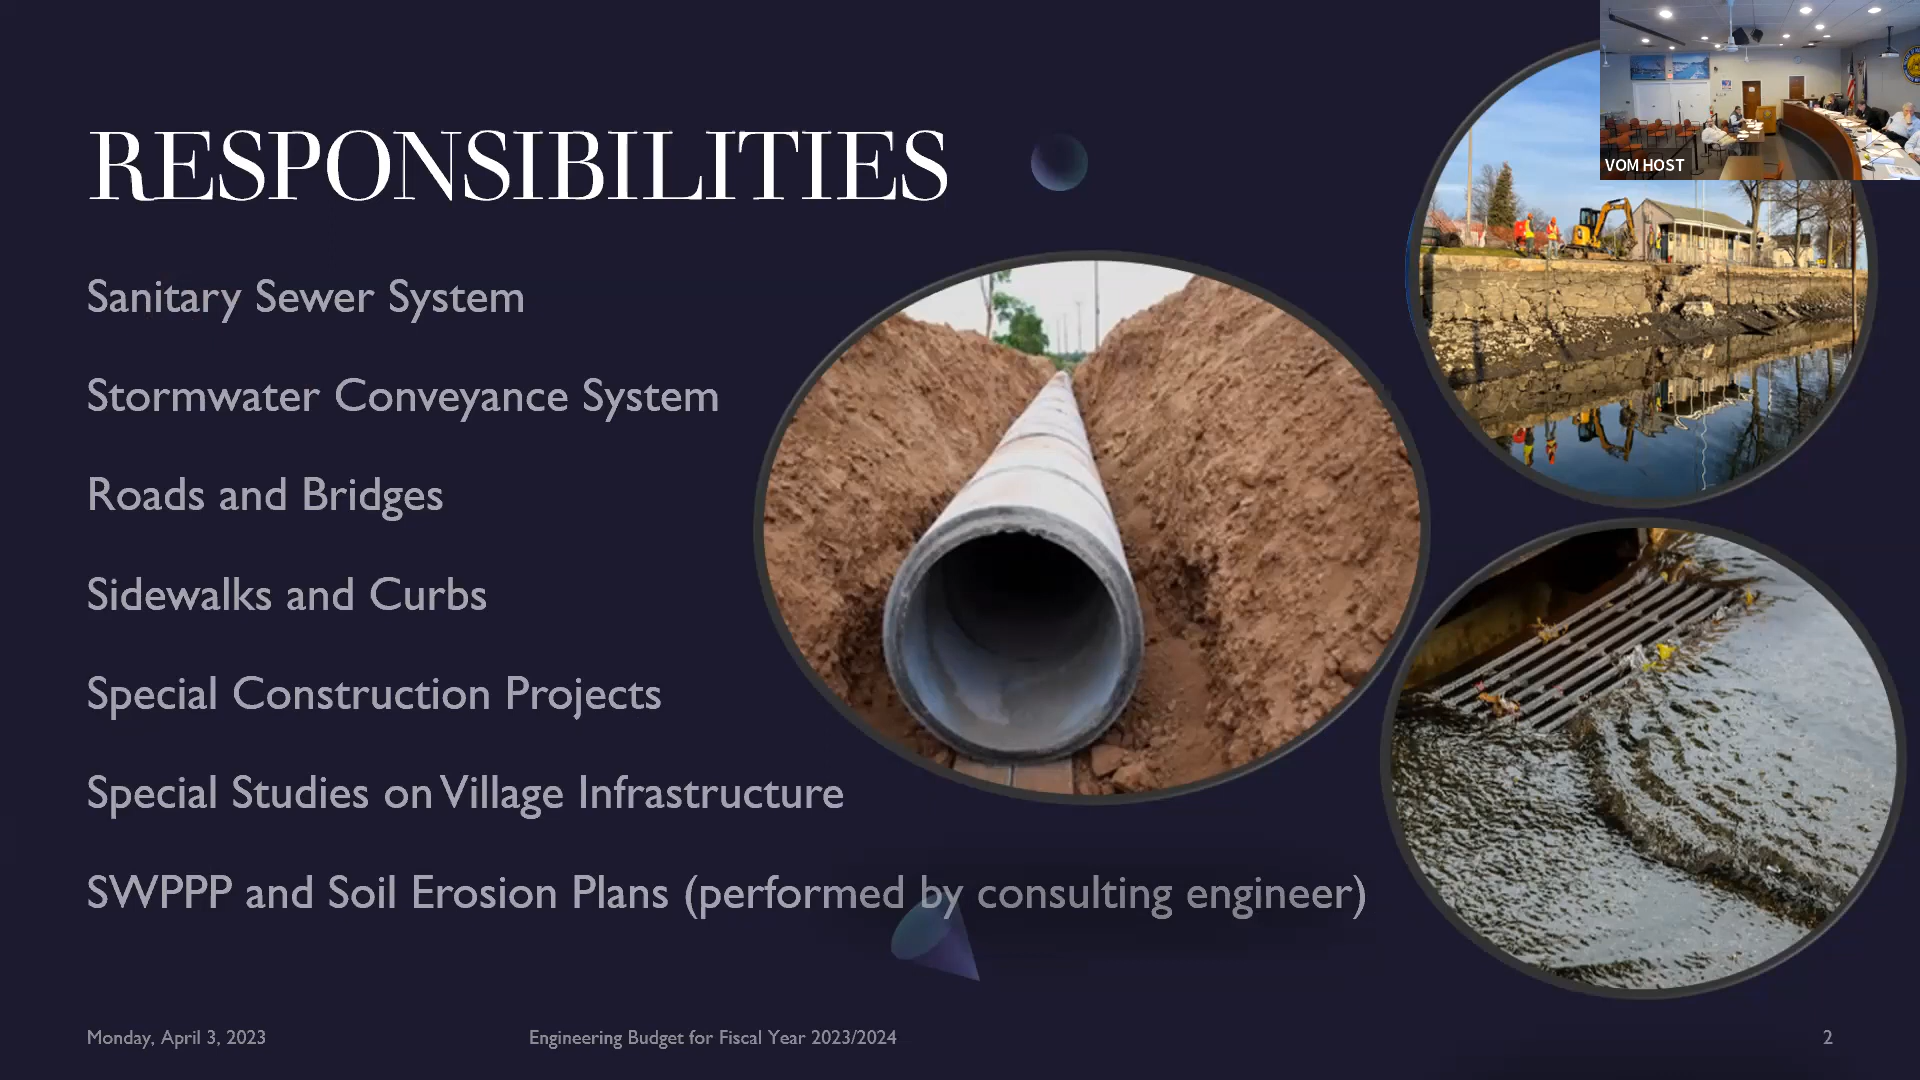 VOM HOST
RESPONSIBILITIES
Sanitary Sewer System
Stormwater Conveyance System
Roads and Bridges
Sidewalks and Curbs
Special Construction Projects
Special Studies on Village Infrastructure
SWPPP and Soil Erosion Plans (performed by consulting engineer)
Monday, April 3, 2023
Engineering Budget for Fiscal Year 2023/2024
2